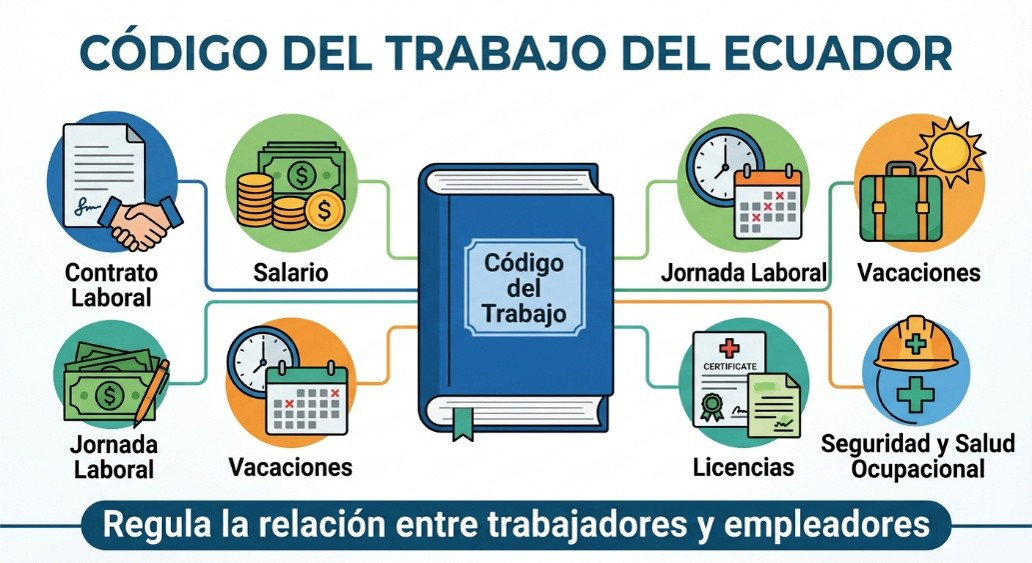 CÓDIGO DEL TRABAJO DEL ECUADOR
Contrato
Laboral
Salario
Código
del
Trabajo
Jornada Laboral
Vacaciones
Jornada
Laboral
Vacaciones
CERTIFICATE
Licencias
Seguridad y Salud
Ocupacional
Regula la relación entre trabajadores y empleadores